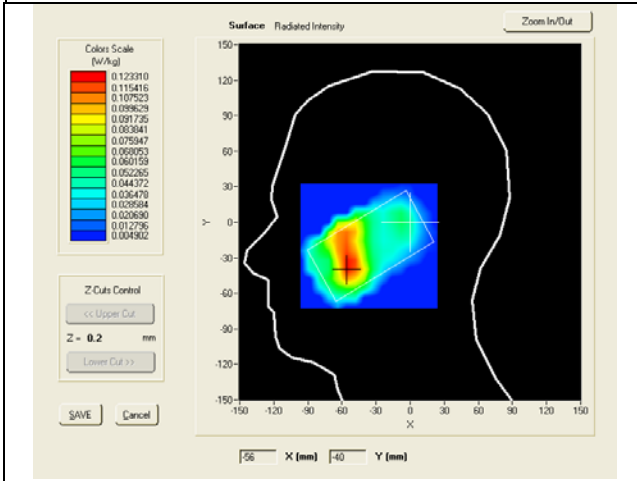 Surface Radiated Intensity
Zoom In/Out
Colors Scale
(W/kg)
0.123310
0.115416
0.107523
0.099629
0.091735
0.083841
0.075947
0.068053
0.060159
0.052265
0.044372
0.036478
0.028584
0.020690
0.012796
0.004902
Z-Cuts Control
<< Upper Cut
Z = 0.2 mm
Lower Cut >>
SAVE Cancel
150
120
90
60
30
0
-30
-60
-90
-120
-150
Y
-150 -120 -90 -60 -30 0 30 60 90 120 150
X
-56 X (mm) -40 Y (mm)